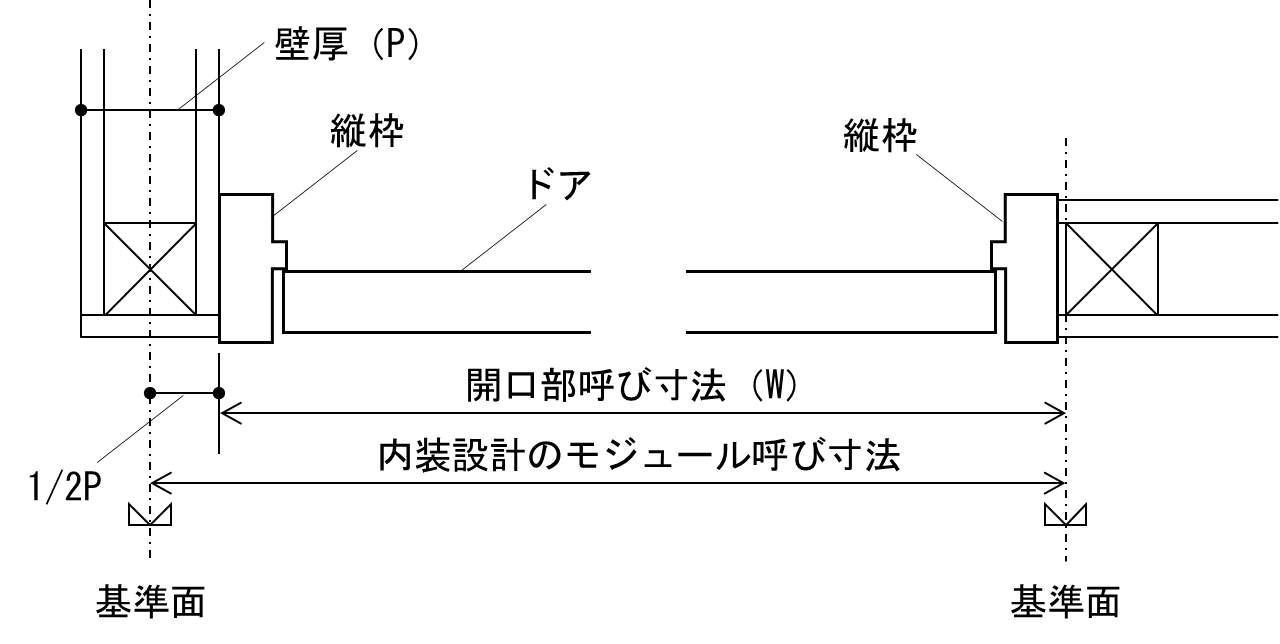 壁厚（P）
縦枠
縦枠
ドア
開口部呼び寸法（W）
内装設計のモジュール呼び寸法
1/2P
基準面
基準面